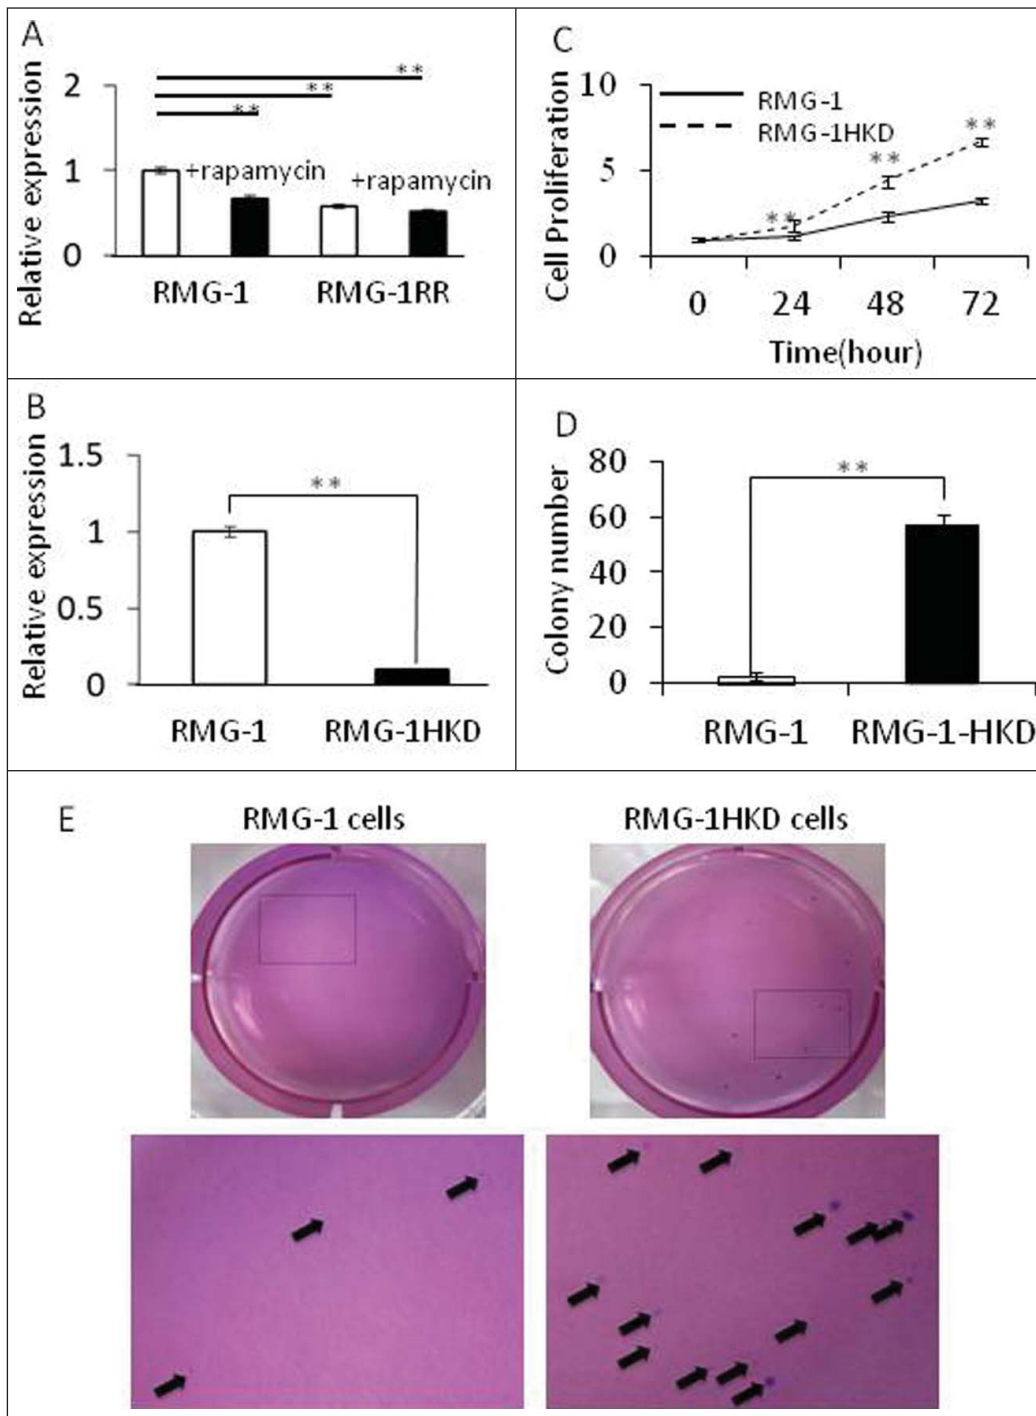 A
Relative expression
2
1
0
**
**
**
+rapamycin
+rapamycin
RMG-1
RMG-1RR
C
Cell Proliferation
10
5
0
RMG-1
RMG-1HKD
**
**
**
0
24
48
72
Time(hour)
B
Relative expression
1.5
1
0.5
0
**
RMG-1
RMG-1HKD
D
Colony number
80
60
40
20
0
**
RMG-1
RMG-1-HKD
E
RMG-1 cells
RMG-1HKD cells